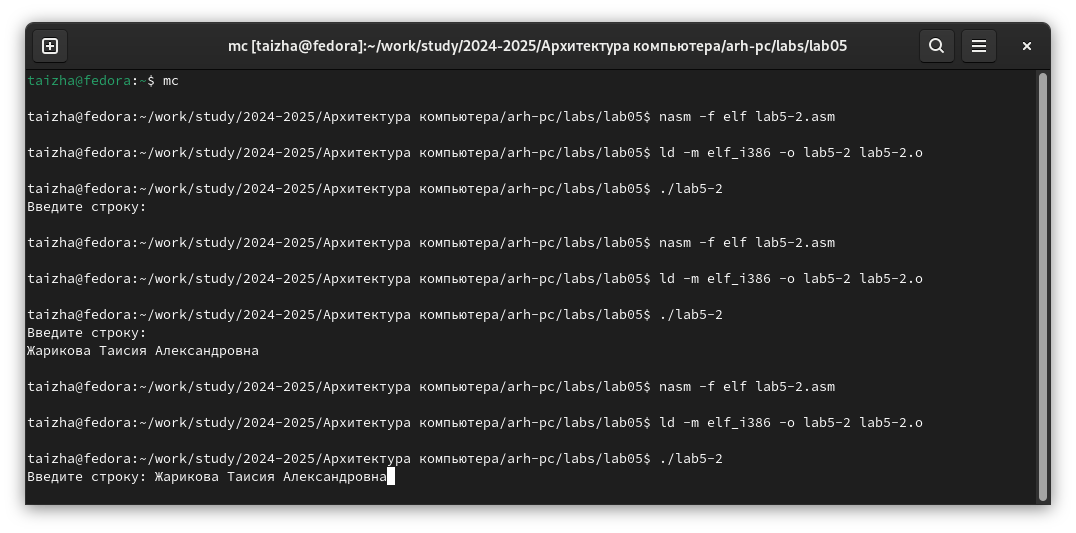 mc [taizha@fedora]:~/work/study/2024-2025/Архитектура компьютера/arh-pc/labs/lab05
taizha@fedora:~$ mc
taizha@fedora:~/work/study/2024-2025/Архитектура компьютера/arh-pc/labs/lab05$ nasm -f elf lab5-2.asm
taizha@fedora:~/work/study/2024-2025/Архитектура компьютера/arh-pc/labs/lab05$ ld -m elf_i386 -o lab5-2 lab5-2.o
taizha@fedora:~/work/study/2024-2025/Архитектура компьютера/arh-pc/labs/lab05$ ./lab5-2
Введите строку:
taizha@fedora:~/work/study/2024-2025/Архитектура компьютера/arh-pc/labs/lab05$ nasm -f elf lab5-2.asm
taizha@fedora:~/work/study/2024-2025/Архитектура компьютера/arh-pc/labs/lab05$ ld -m elf_i386 -o lab5-2 lab5-2.o
taizha@fedora:~/work/study/2024-2025/Архитектура компьютера/arh-pc/labs/lab05$ ./lab5-2
Введите строку:
Жарикова Таисия Александровна
taizha@fedora:~/work/study/2024-2025/Архитектура компьютера/arh-pc/labs/lab05$ nasm -f elf lab5-2.asm
taizha@fedora:~/work/study/2024-2025/Архитектура компьютера/arh-pc/labs/lab05$ ld -m elf_i386 -o lab5-2 lab5-2.o
taizha@fedora:~/work/study/2024-2025/Архитектура компьютера/arh-pc/labs/lab05$ ./lab5-2
Введите строку: Жарикова Таисия Александровна